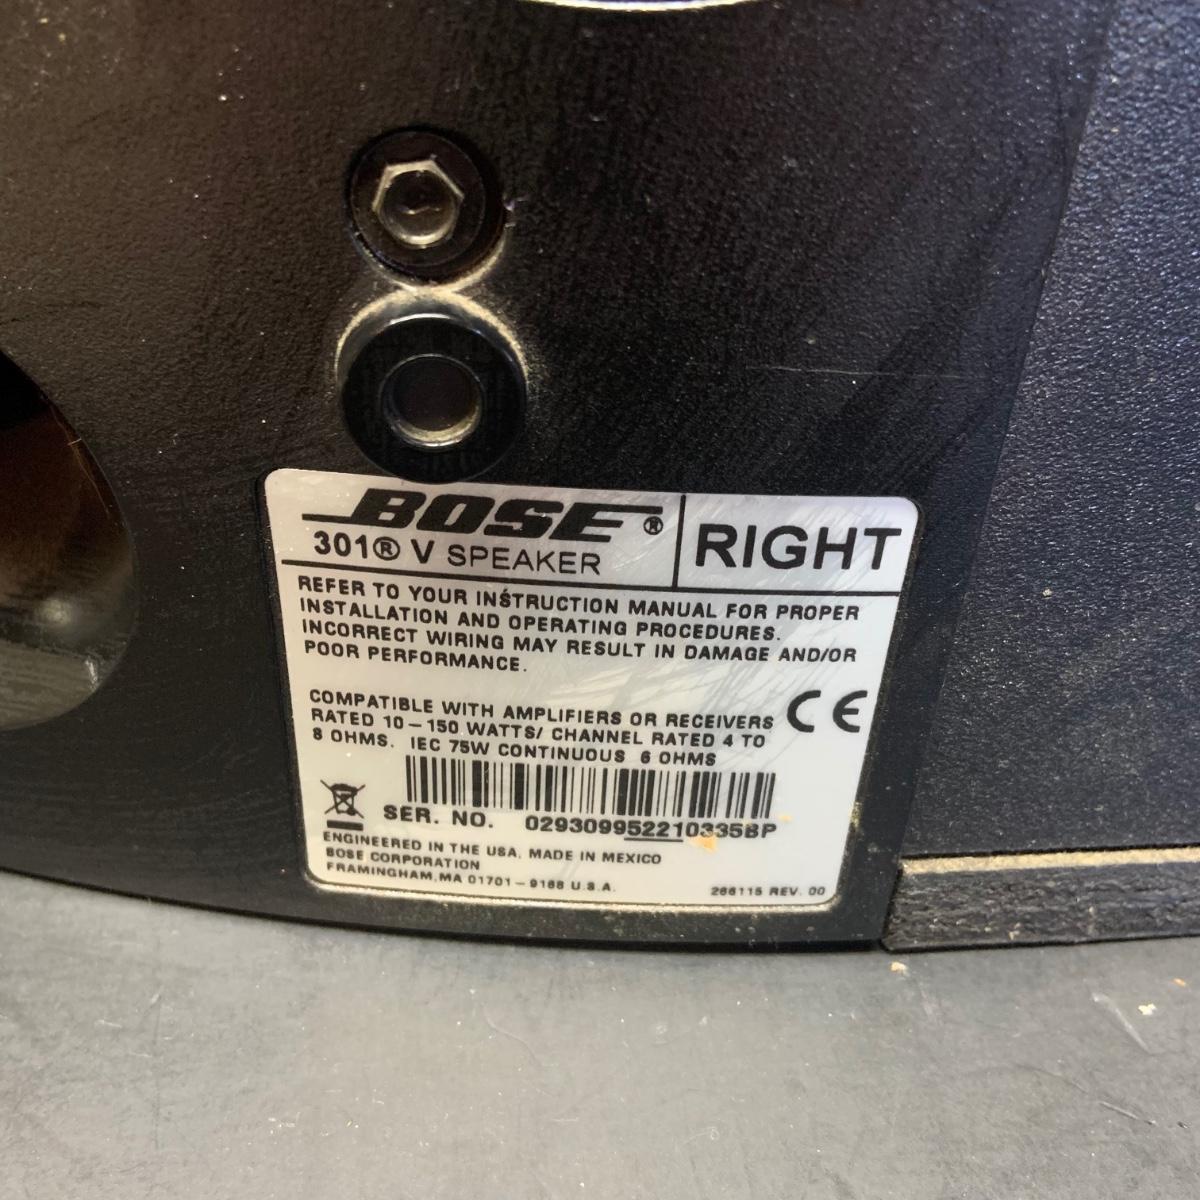 BOSE®
301® V SPEAKER
RIGHT
REFER TO YOUR INSTRUCTION MANUAL FOR PROPER
INSTALLATION AND OPERATING PROCEDURES.
INCORRECT WIRING MAY RESULT IN DAMAGE AND/OR
POOR PERFORMANCE.
COMPATIBLE WITH AMPLIFIERS OR RECEIVERS
RATED 10-150 WATTS/ CHANNEL RATED 4 TO
8 OHMS. IEC 75W CONTINUOUS 6 OHMS
CE
SER. NO. 029309952210335BP
ENGINEERED IN THE USA. MADE IN MEXICO
BOSE CORPORATION
FRAMINGHAM,MA 01701-9168 U.S.A.
266115 REV. 00